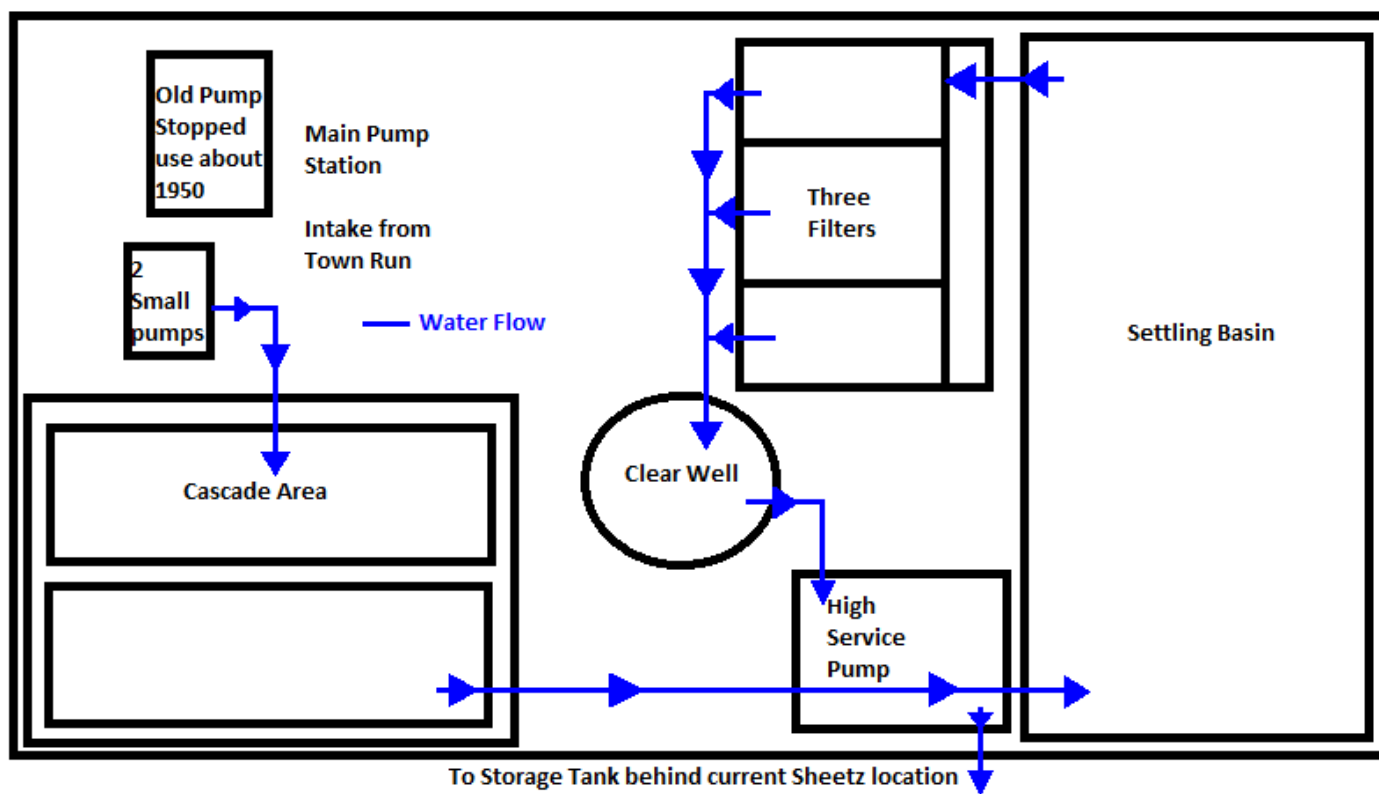 Old Pump
Stopped
use about
1950
Main Pump
Station
Intake from
Town Run
2
Small
pumps
Water Flow
Three
Filters
Settling Basin
Cascade Area
Clear Well
High
Service
Pump
To Storage Tank behind current Sheetz location